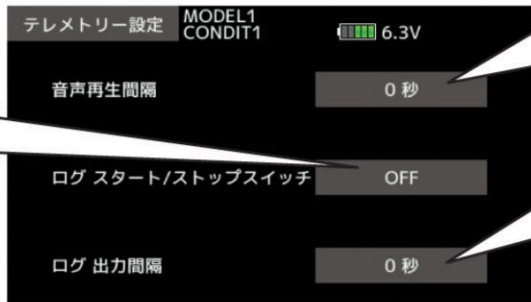 テレメトリー設定
MODEL1
CONDIT1
6.3V
音声再生間隔
0 秒
ログ スタート/ストップスイッチ
OFF
ログ 出力間隔
0 秒